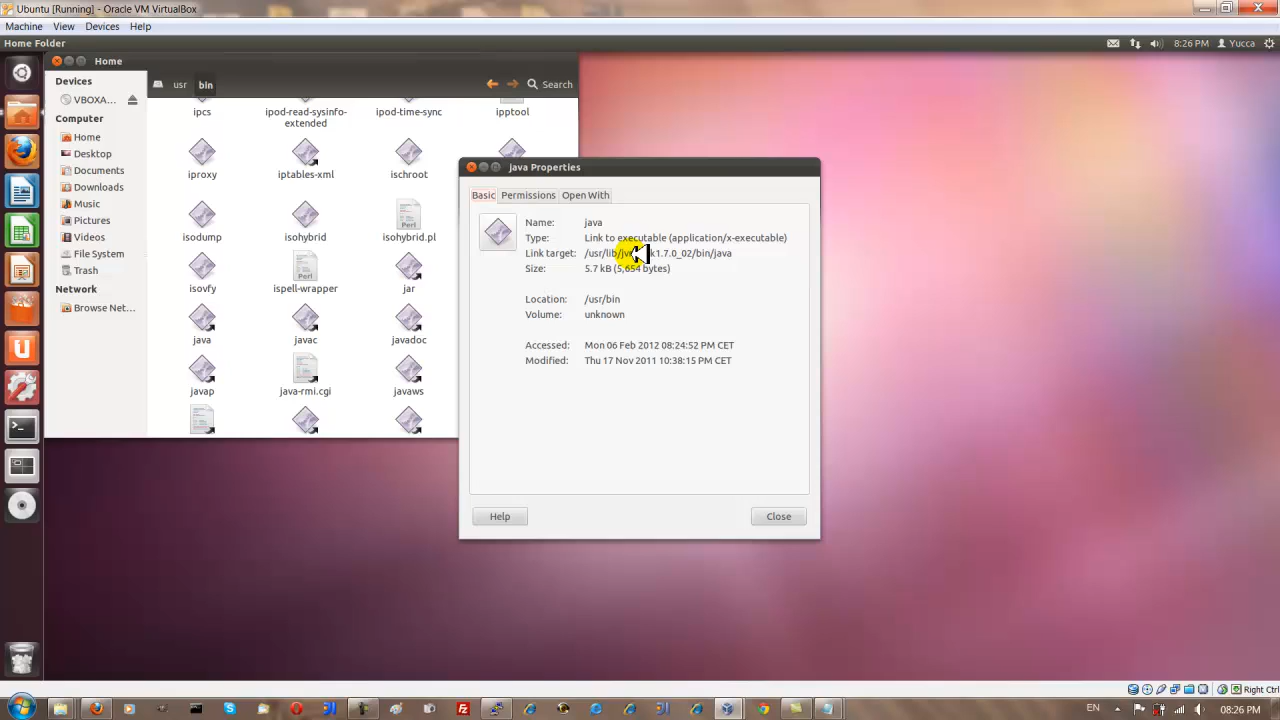 Ubuntu [Running] - Oracle VM VirtualBox
Machine View Devices Help
Home Folder
8:26 PM Yucca
Home
Devices
VBOXA...
Computer
Home
Desktop
Documents
Downloads
Music
Pictures
Videos
File System
Trash
Network
Browse Net...
usr bin
Search
ipcs
ipod-read-sysinfo-
extended
ipod-time-sync
ipptool
iproxy
iptables-xml
ischroot
isodump
isohybrid
isohybrid.pl
isovfy
ispell-wrapper
jar
java
javac
javadoc
javap
java-rmi.cgi
javaws
Perl
Perl
java Properties
Basic Permissions Open With
Name: java
Type: Link to executable (application/x-executable)
Link target: 1.7.0_02/bin/java
Size: 5.7 kB (5,654 bytes)
Location: /usr/bin
Volume: unknown
Accessed: Mon 06 Feb 2012 08:24:52 PM CET
Modified: Thu 17 Nov 2011 10:38:15 PM CET
Help
Close
Right Ctrl
EN
08:26 PM